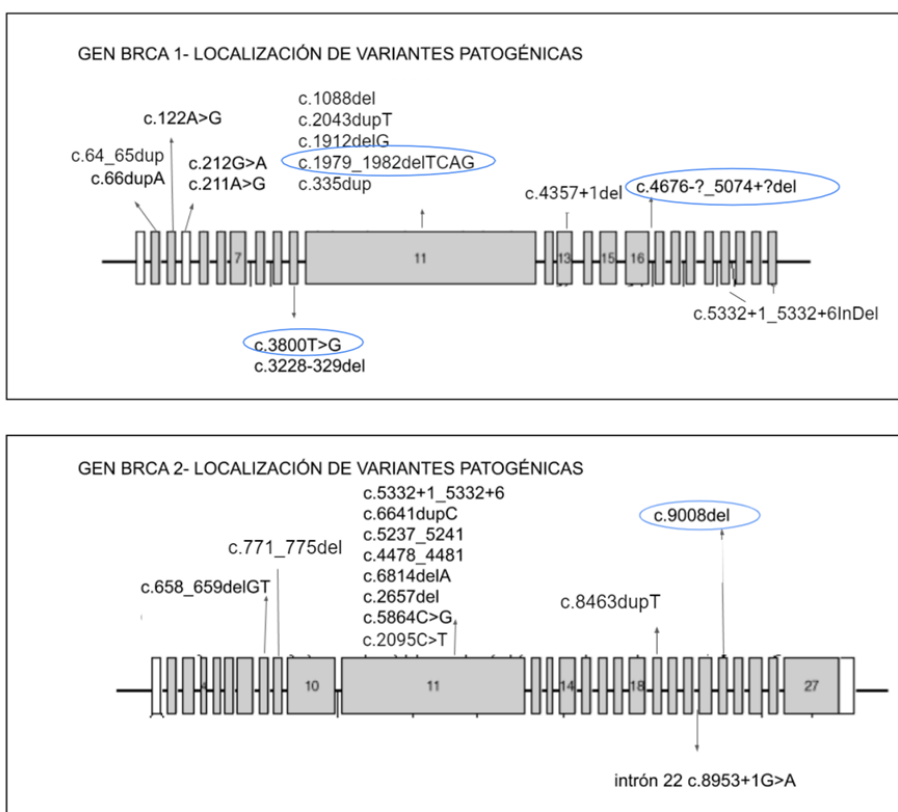 GEN BRCA 1- LOCALIZACIÓN DE VARIANTES PATOGÉNICAS
c.1088del
c.2043dupT
c.1912delG
c.1979_1982delTCAG
c.335dup
c.122A>G
c.64_65dup
c.66dupA
c.212G>A
c.211A>G
c.4357+1del
c.4676-?_5074+?del
7
11
13
15
16
c.5332+1_5332+6InDel
c.3800T>G
c.3228-329del
GEN BRCA 2- LOCALIZACIÓN DE VARIANTES PATOGÉNICAS
c.5332+1_5332+6
c.6641dupC
c.5237_5241
c.4478_4481
c.6814delA
c.2657del
c.5864C>G
c.2095C>T
c.771_775del
c.658_659delGT
c.9008del
c.8463dupT
4
10
11
14
18
27
intrón 22 c.8953+1G>A